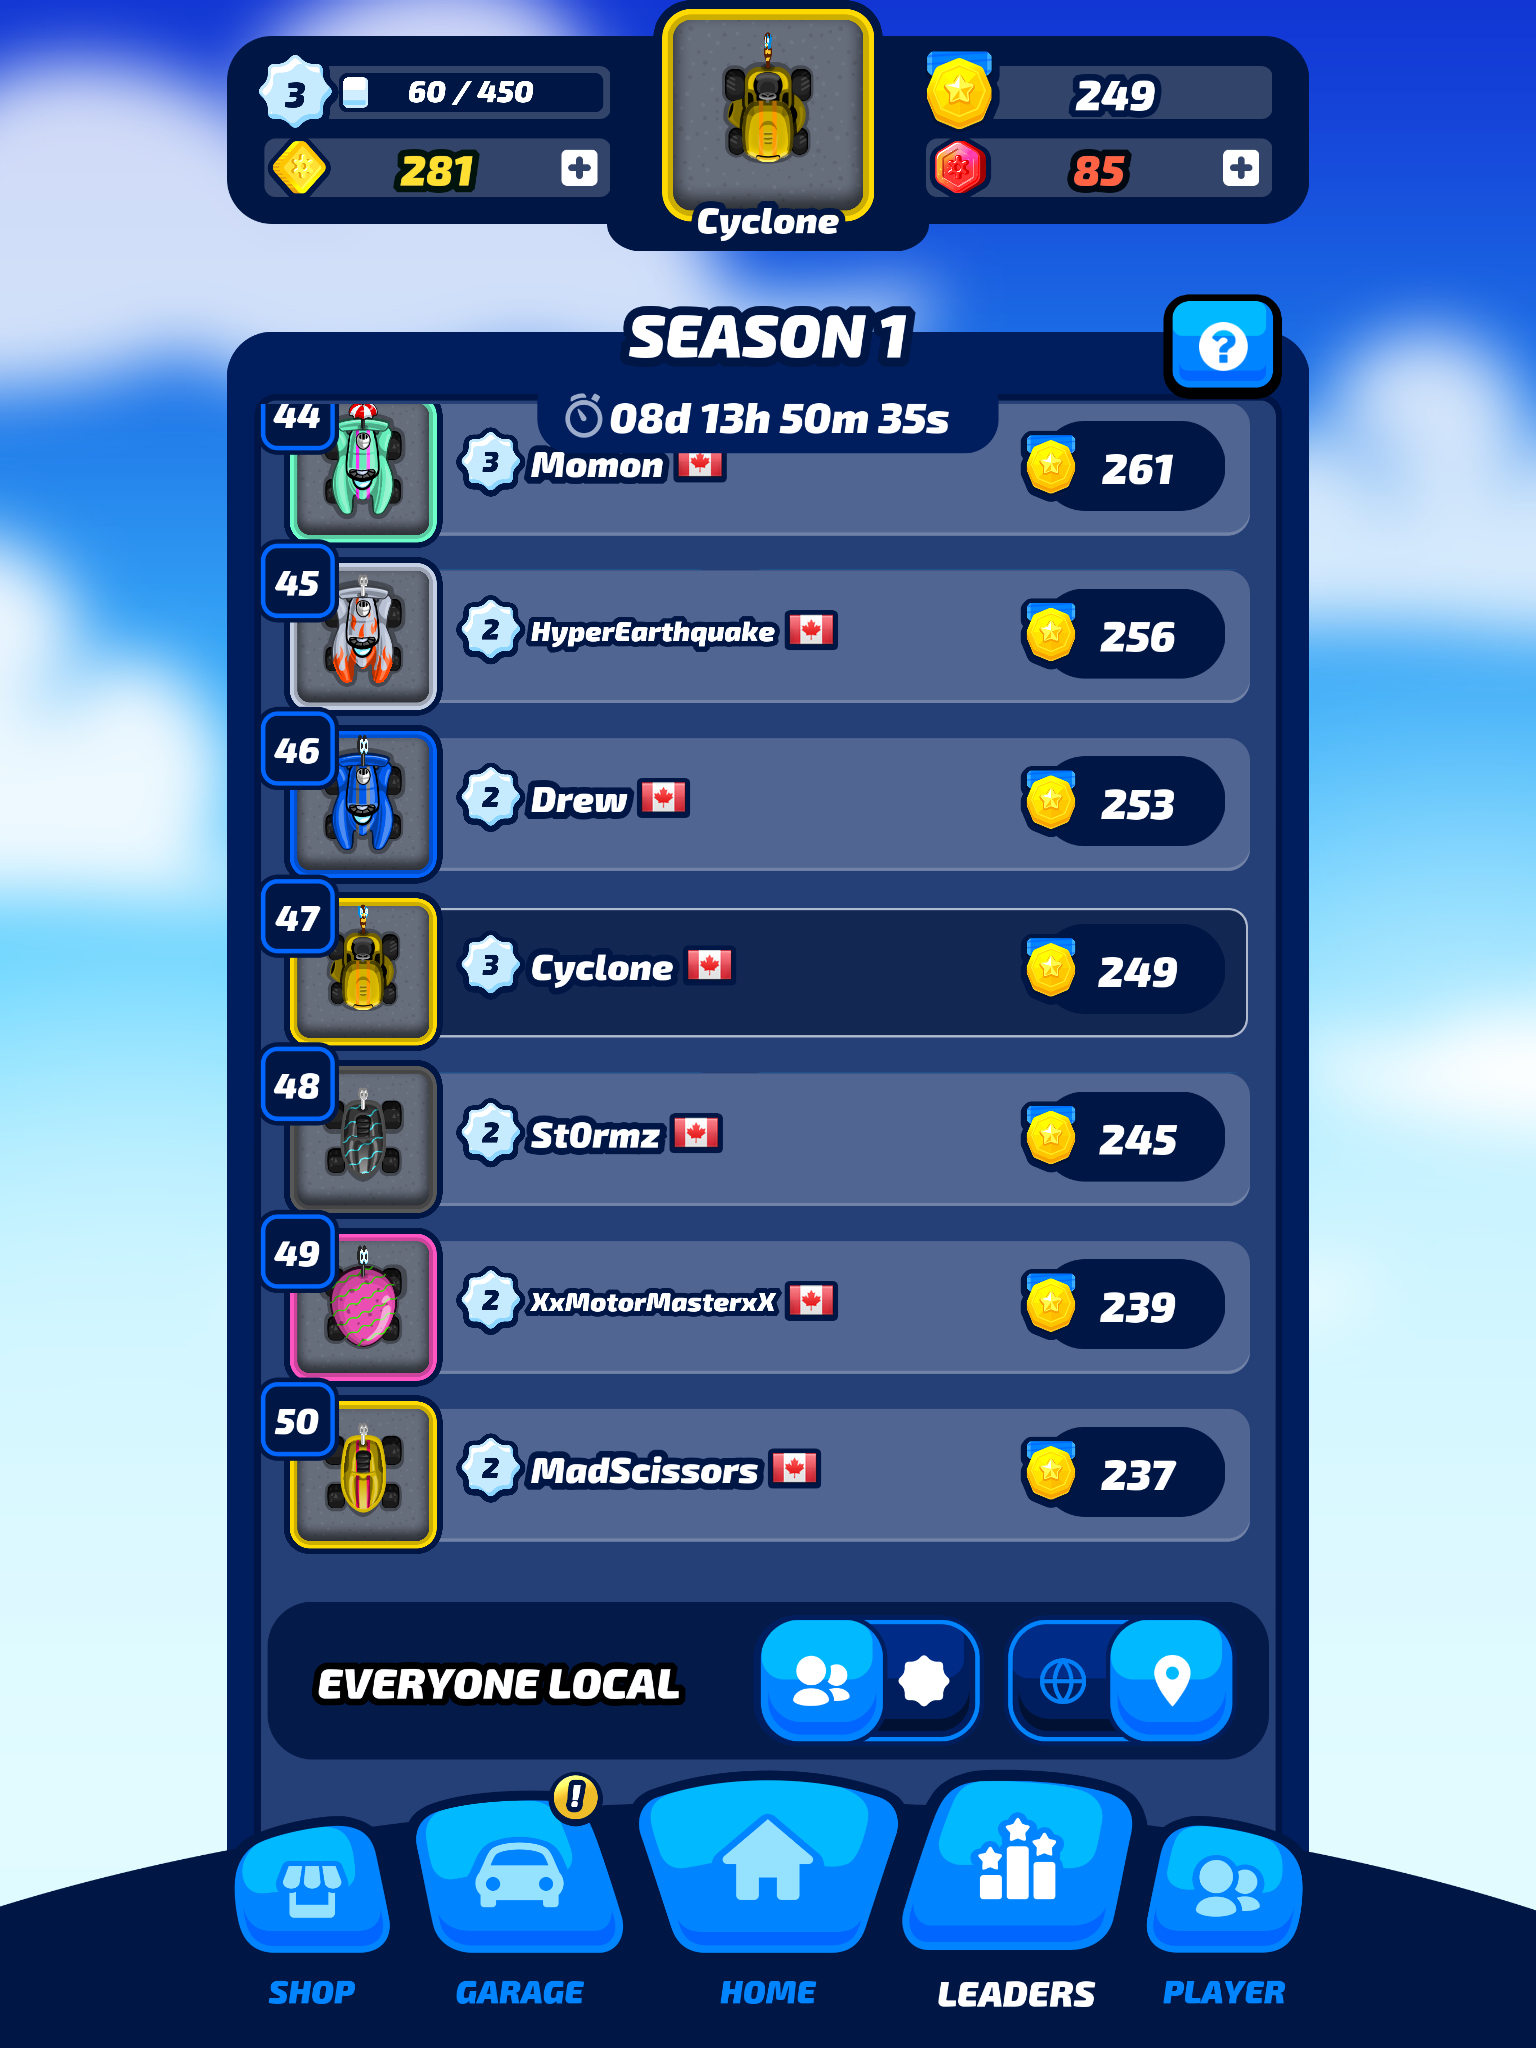 3
60 / 450
249
281
85
Cyclone
SEASON 1
08d 13h 50m 35s
44
3 Momon 261
45
2 HyperEarthquake 256
46
2 Drew 253
47
3 Cyclone 249
48
2 St0rmz 245
49
2 XxMotorMasterxX 239
50
2 MadScissors 237
EVERYONE LOCAL
SHOP GARAGE HOME LEADERS PLAYER